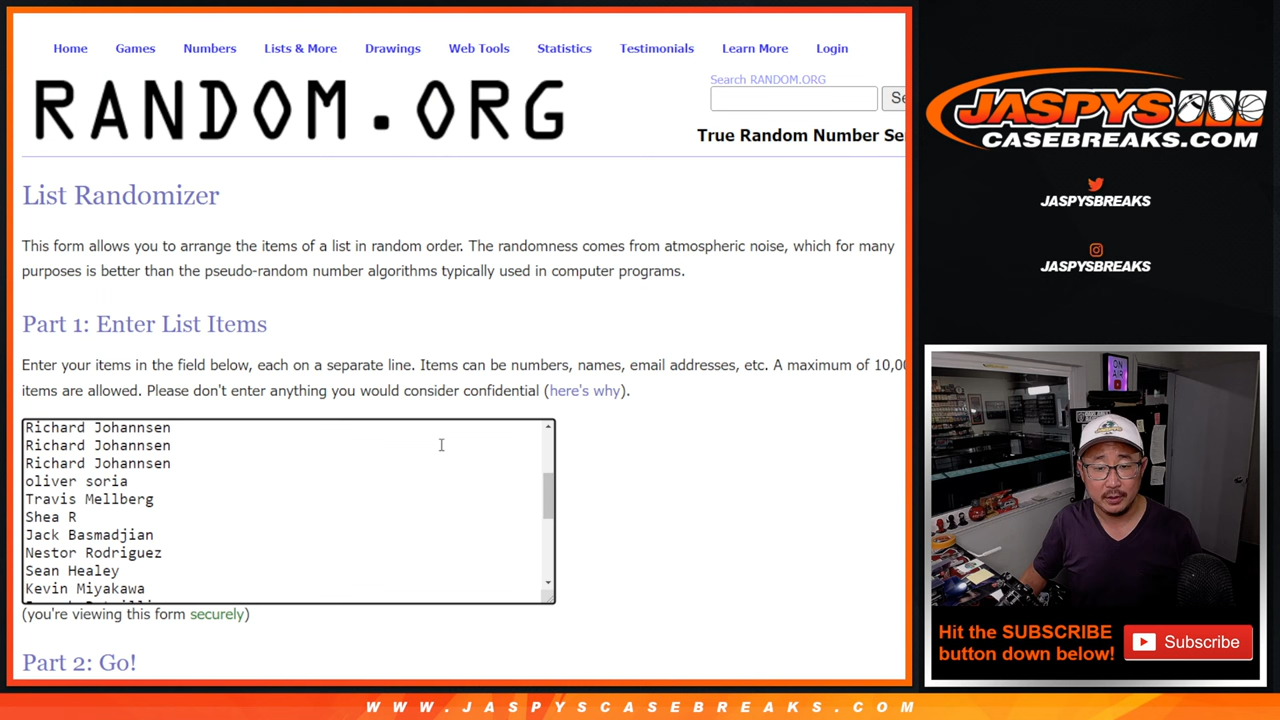 Home Games Numbers Lists & More Drawings Web Tools Statistics Testimonials Learn More Login
RANDOM.ORG
Search RANDOM.ORG
True Random Number
List Randomizer
This form allows you to arrange the items of a list in random order. The randomness comes from atmospheric noise, which for many
purposes is better than the pseudo-random number algorithms typically used in computer programs.
Part 1: Enter List Items
Enter your items in the field below, each on a separate line. Items can be numbers, names, email addresses, etc. A maximum of
items are allowed. Please don't enter anything you would consider confidential (here's why).
Richard Johannsen
Richard Johannsen
Richard Johannsen
oliver soria
Travis Mellberg
Shea R
Jack Basmadjian
Nestor Rodriguez
Sean Healey
Kevin Miyakawa
(you're viewing this form securely)
Part 2: Go!
JASPYS
CASEBREAKS.COM
JASPYSBREAKS
JASPYSBREAKS
ON
AIR
Hit the SUBSCRIBE
button down below!
Subscribe
WWW.JASPYSCASEBREAKS.COM